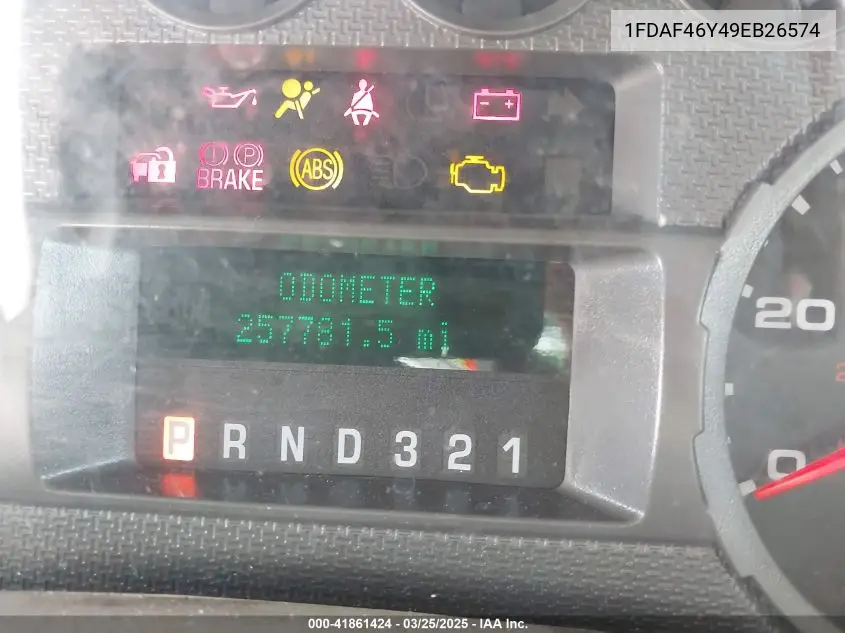 1FDAF46Y49EB26574
BRAKE
ABS
ODOMETER
257781.5 mi
P R N D 3 2 1
20
0
000-41861424 - 03/25/2025 - IAA Inc.